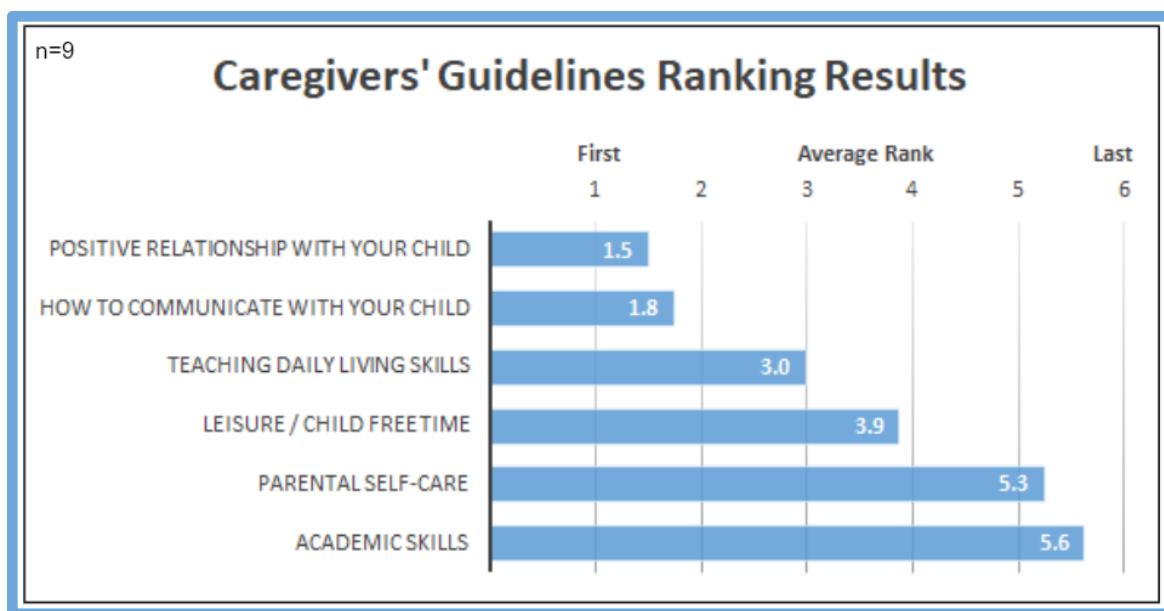 n=9
Caregivers' Guidelines Ranking Results
First Average Rank Last
1 2 3 4 5 6
POSITIVE RELATIONSHIP WITH YOUR CHILD 1.5
HOW TO COMMUNICATE WITH YOUR CHILD 1.8
TEACHING DAILY LIVING SKILLS 3.0
LEISURE / CHILD FREETIME 3.9
PARENTAL SELF-CARE 5.3
ACADEMIC SKILLS 5.6